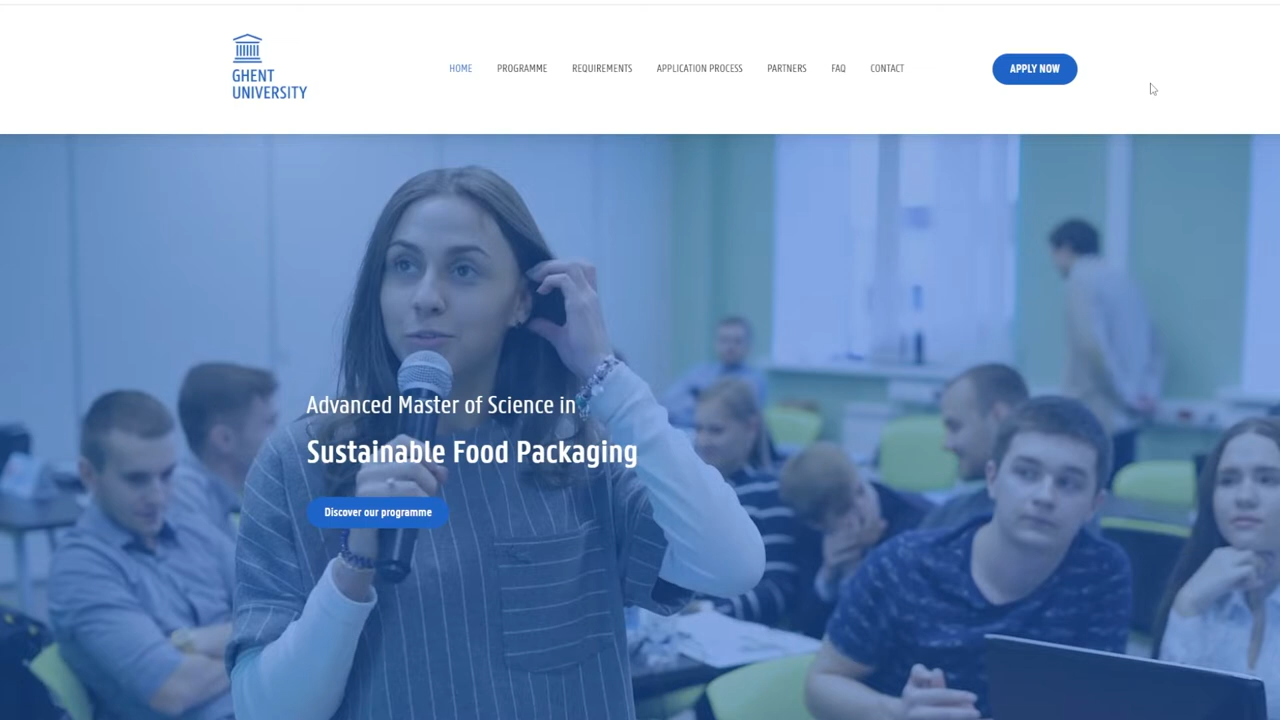 GHENT
UNIVERSITY
HOME PROGRAMME REQUIREMENTS APPLICATION PROCESS PARTNERS FAQ CONTACT
APPLY NOW
Advanced Master of Science in
Sustainable Food Packaging
Discover our programme